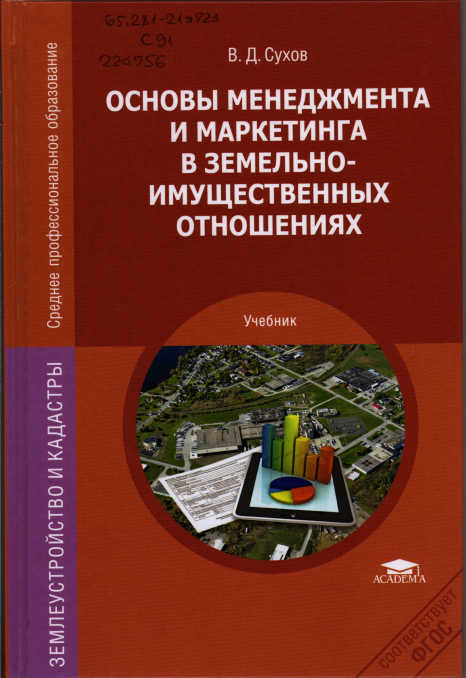 65.281-21я723
С91
224756
В. Д. Сухов
ОСНОВЫ МЕНЕДЖМЕНТА
И МАРКЕТИНГА
В ЗЕМЕЛЬНО-
ИМУЩЕСТВЕННЫХ
ОТНОШЕНИЯХ
Учебник
Среднее профессиональное образование
ЗЕМЛЕУСТРОЙСТВО И КАДАСТРЫ
ACADEMA
соответствует
ФГОС